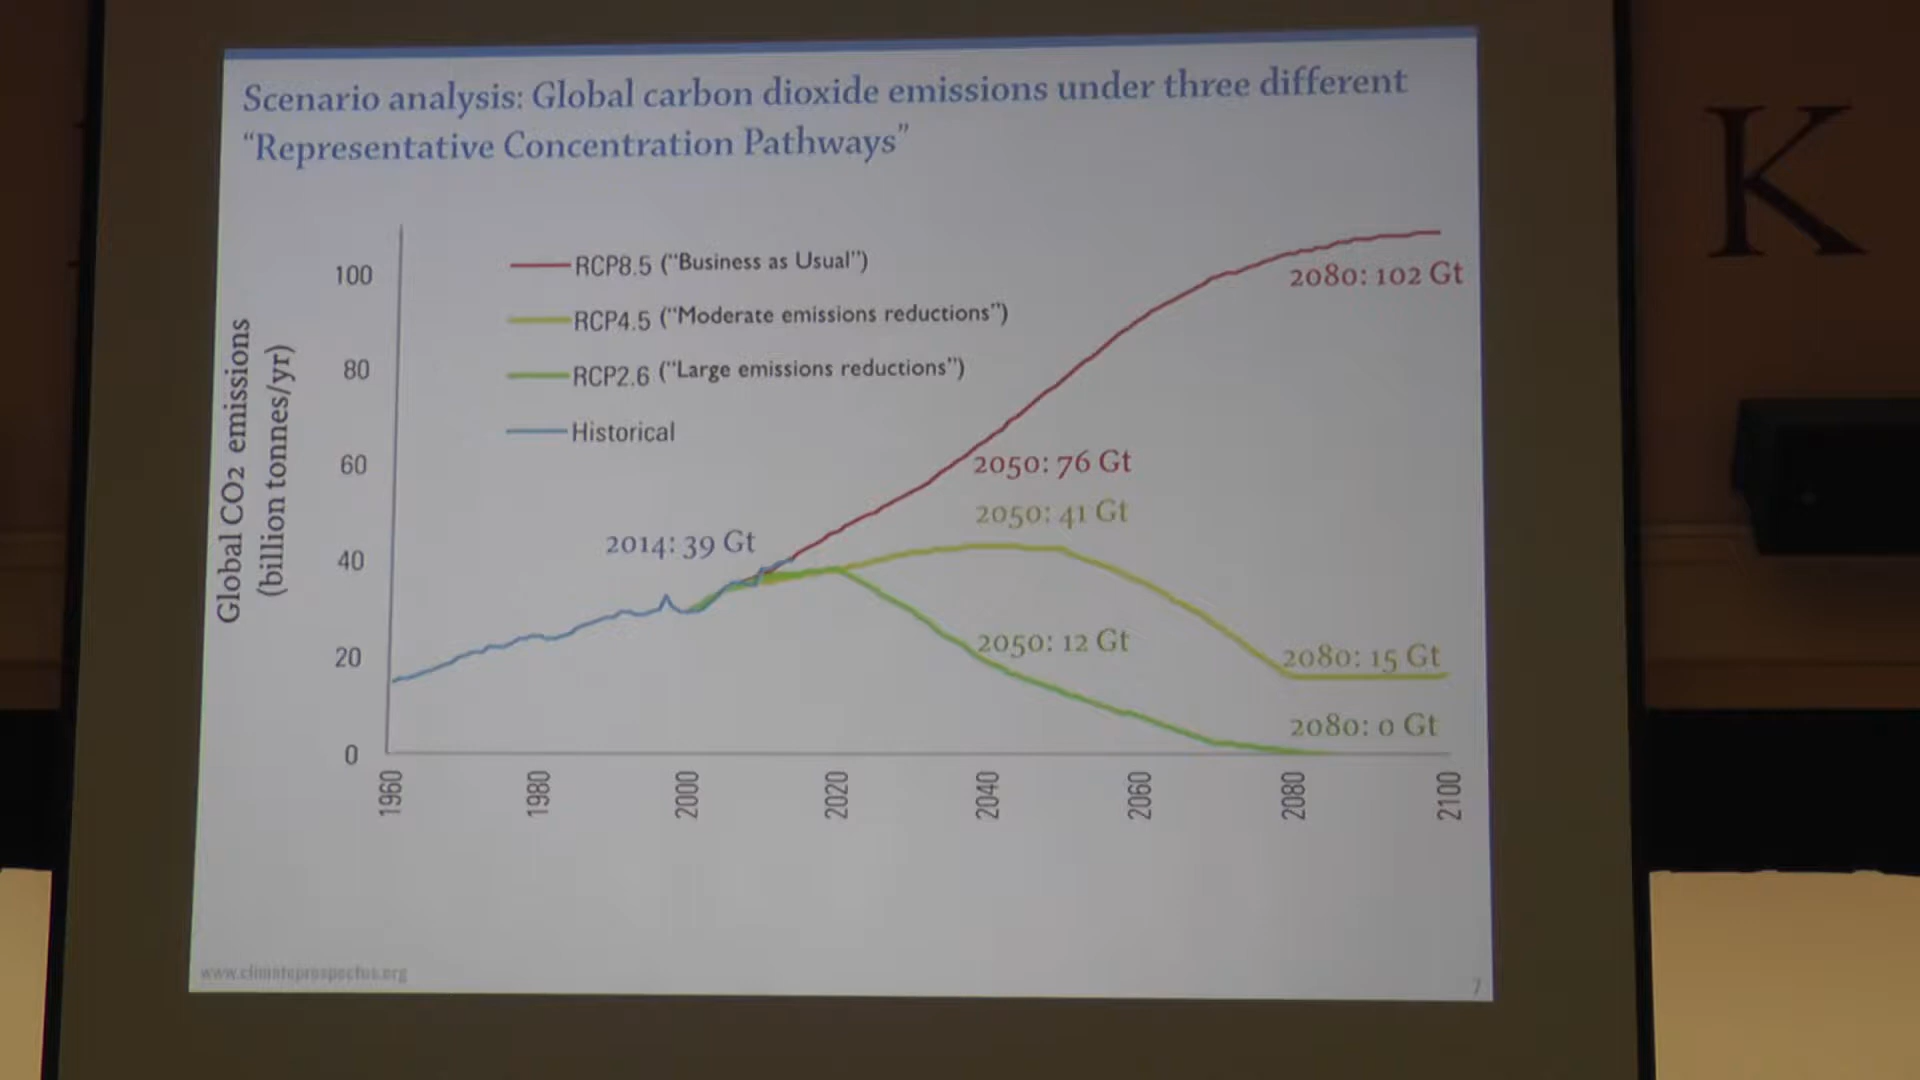 Scenario analysis: Global carbon dioxide emissions under three different
“Representative Concentration Pathways”
K
RCP8.5 (“Business as Usual”)
RCP4.5 (“Moderate emissions reductions”)
RCP2.6 (“Large emissions reductions”)
Historical
Global CO2 emissions
(billion tonnes/yr)
100
80
60
40
20
0
2080: 102 Gt
2050: 76 Gt
2050: 41 Gt
2014: 39 Gt
2050: 12 Gt
2080: 15 Gt
2080: 0 Gt
1960
1980
2000
2020
2040
2060
2080
2100
www.climateprospectus.org
7